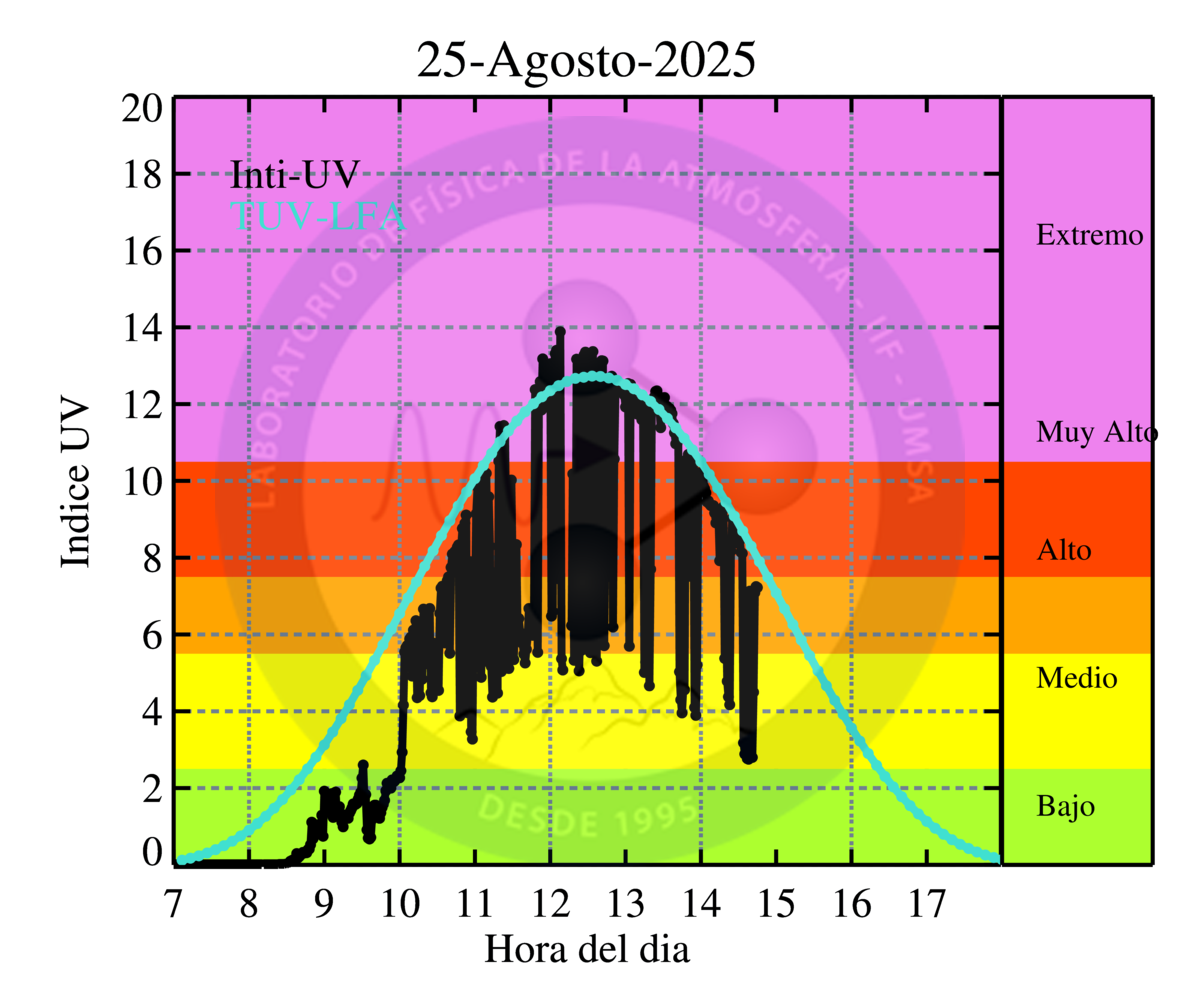 25-Agosto-2025
20
18
16
14
12
10
8
6
4
2
0
Indice UV
Inti-UV
TUV-LFA
LABORATORIO DE FÍSICA DE LA ATMÓSFERA - IIF - UMSA
DESDE 1995
Extremo
Muy Alto
Alto
Medio
Bajo
7 8 9 10 11 12 13 14 15 16 17
Hora del dia